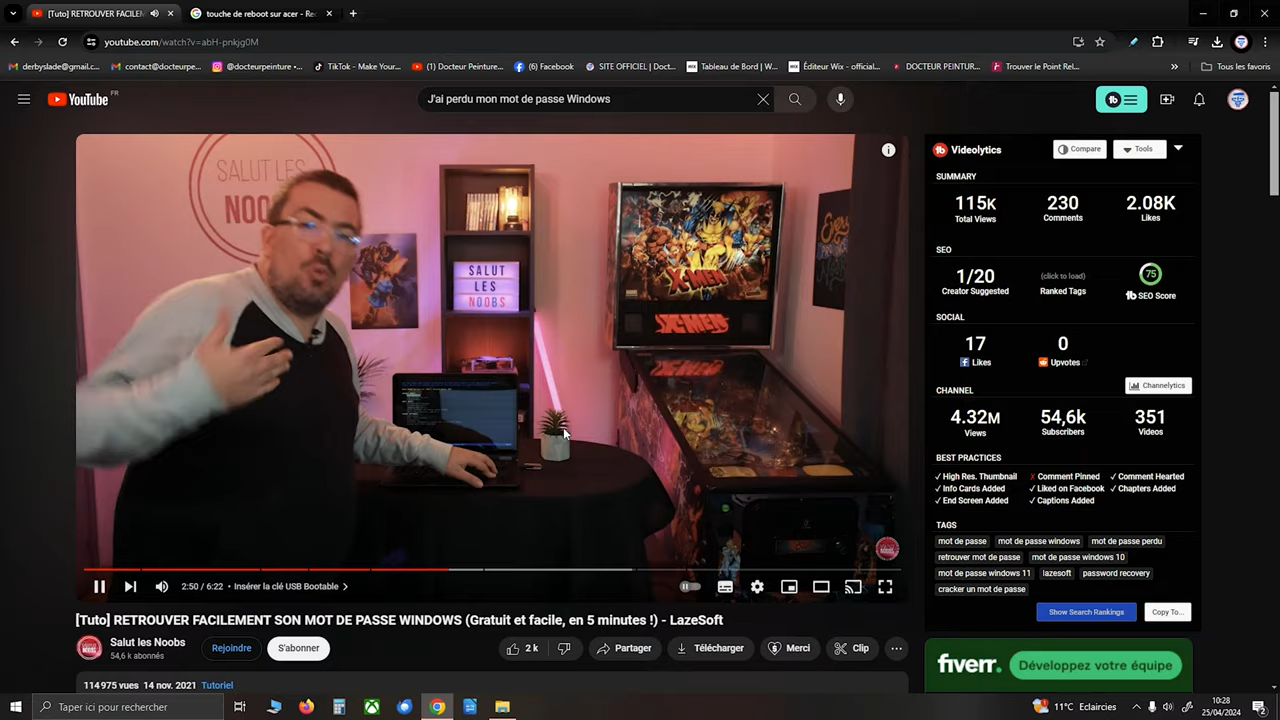 [Tuto] RETROUVER FACILEMEN
touche de reboot sur acer - Rec
youtube.com/watch?v=abH-pnkjg0M
derbyslade@gmail.c...
contact@docteurpe...
@docteurpeinture •...
TikTok - Make Your...
(1) Docteur Peinture...
(6) Facebook
SITE OFFICIEL | Doct...
Tableau de Bord | W...
Éditeur Wix - official...
DOCTEUR PEINTUR...
Trouver le Point Rel...
Tous les favoris
YouTube FR
J'ai perdu mon mot de passe Windows
SALUT LES
NOO
SALUT
LES
NOOBS
X-MEN
X-MEN
Videolytics
Compare
Tools
SUMMARY
115K
230
2.08K
Total Views
Comments
Likes
SEO
1/20
(click to load)
75
Creator Suggested
Ranked Tags
SEO Score
SOCIAL
17
0
Likes
Upvotes
CHANNEL
Channelytics
4.32M
54,6k
351
Views
Subscribers
Videos
BEST PRACTICES
✓ High Res. Thumbnail
✗ Comment Pinned
✓ Comment Hearted
✓ Info Cards Added
✓ Liked on Facebook
✓ Chapters Added
✓ End Screen Added
✓ Captions Added
TAGS
mot de passe
mot de passe windows
mot de passe perdu
retrouver mot de passe
mot de passe windows 10
mot de passe windows 11
lazesoft
password recovery
cracker un mot de passe
Show Search Rankings
Copy To...
2:50 / 6:22 • Insérer la clé USB Bootable >
[Tuto] RETROUVER FACILEMENT SON MOT DE PASSE WINDOWS (Gratuit et facile, en 5 minutes !) - LazeSoft
Salut les Noobs
54,6 k abonnés
Rejoindre
S'abonner
2 k
Partager
Télécharger
Merci
Clip
114 975 vues 14 nov. 2021 Tutoriel
fiverr.
Développez votre équipe
Taper ici pour rechercher
11°C Eclaircies
10:28
25/04/2024
2